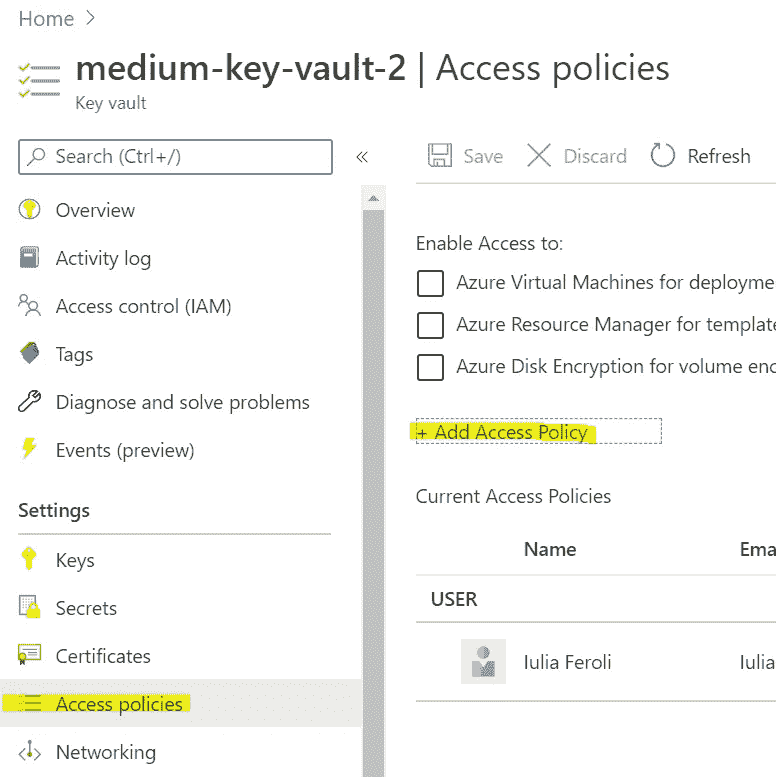 Home >
medium-key-vault-2 | Access policies
Key vault
Search (Ctrl+/)
«
Save
Discard
Refresh
Overview
Activity log
Access control (IAM)
Tags
Diagnose and solve problems
Events (preview)
Settings
Keys
Secrets
Certificates
Access policies
Networking
Enable Access to:
Azure Virtual Machines for deployme
Azure Resource Manager for template
Azure Disk Encryption for volume enc
+ Add Access Policy
Current Access Policies
Name Ema
USER
Iulia Feroli Iulia